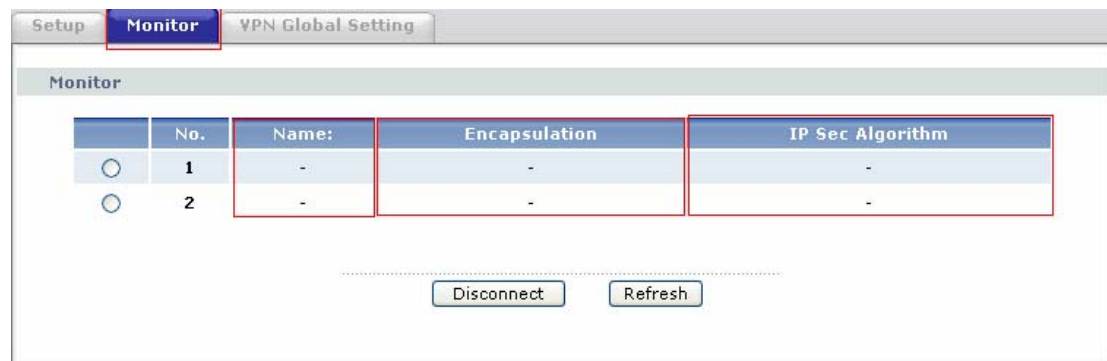 Setup Monitor VPN Global Setting
Monitor
No. Name: Encapsulation IP Sec Algorithm
1 - - -
2 - - -
Disconnect Refresh